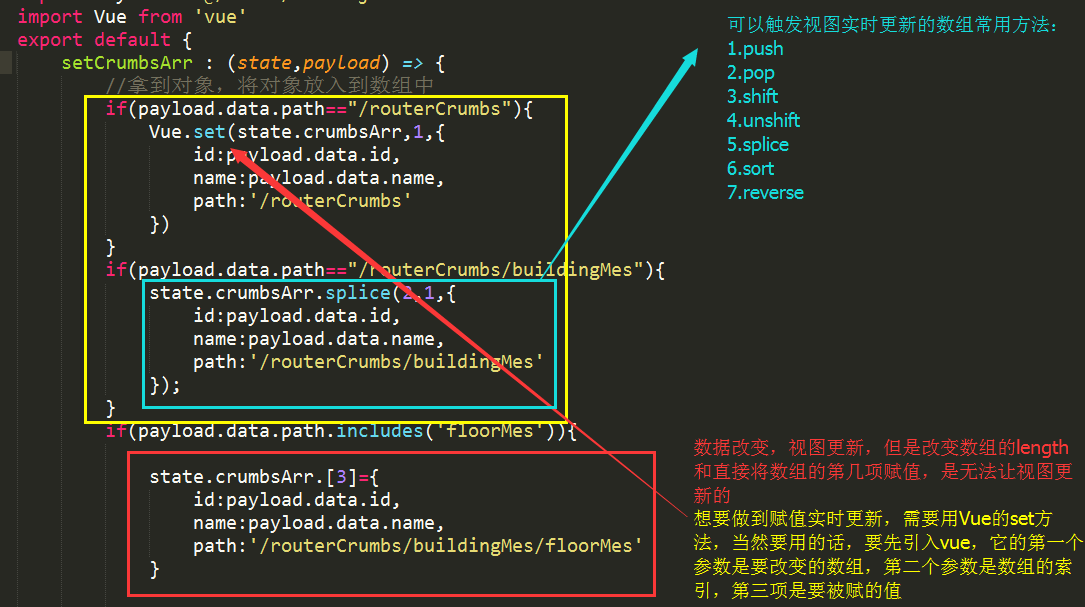 import Vue from 'vue'
export default {
setCrumbsArr : (state,payload) => {
//拿到对象，将对象放入到数组中
if(payload.data.path=="/routerCrumbs"){
Vue.set(state.crumbsArr,1,{
id:payload.data.id,
name:payload.data.name,
path:'/routerCrumbs'
})
}
if(payload.data.path=="/routerCrumbs/buildingMes"){
state.crumbsArr.splice(2,1,{
id:payload.data.id,
name:payload.data.name,
path:'/routerCrumbs/buildingMes'
});
}
if(payload.data.path.includes('floorMes')){
state.crumbsArr.[3]={
id:payload.data.id,
name:payload.data.name,
path:'/routerCrumbs/buildingMes/floorMes'
}
可以触发视图实时更新的数组常用方法：
1.push
2.pop
3.shift
4.unshift
5.splice
6.sort
7.reverse
数据改变，视图更新，但是改变数组的length
和直接将数组的第几项赋值，是无法让视图更
新的
想要做到赋值实时更新，需要用Vue的set方
法，当然要用的话，要先引入vue，它的第一个
参数是要改变的数组，第二个参数是数组的索
引，第三项是要被赋的值